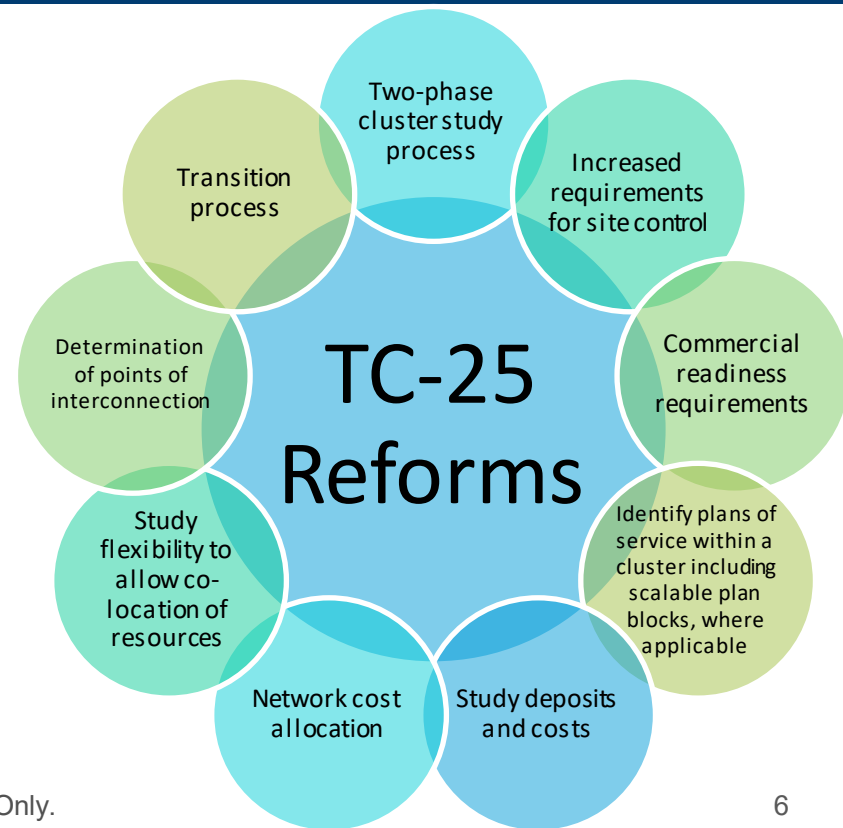 Two-phase
cluster study
process
Increased
requirements
for site control
Commercial
readiness
requirements
Identify plans of
service within a
cluster including
scalable plan
blocks, where
applicable
Study deposits
and costs
Network cost
allocation
Study
flexibility to
allow co-
location of
resources
Determination
of points of
interconnection
Transition
process
TC-25
Reforms
Only.
6